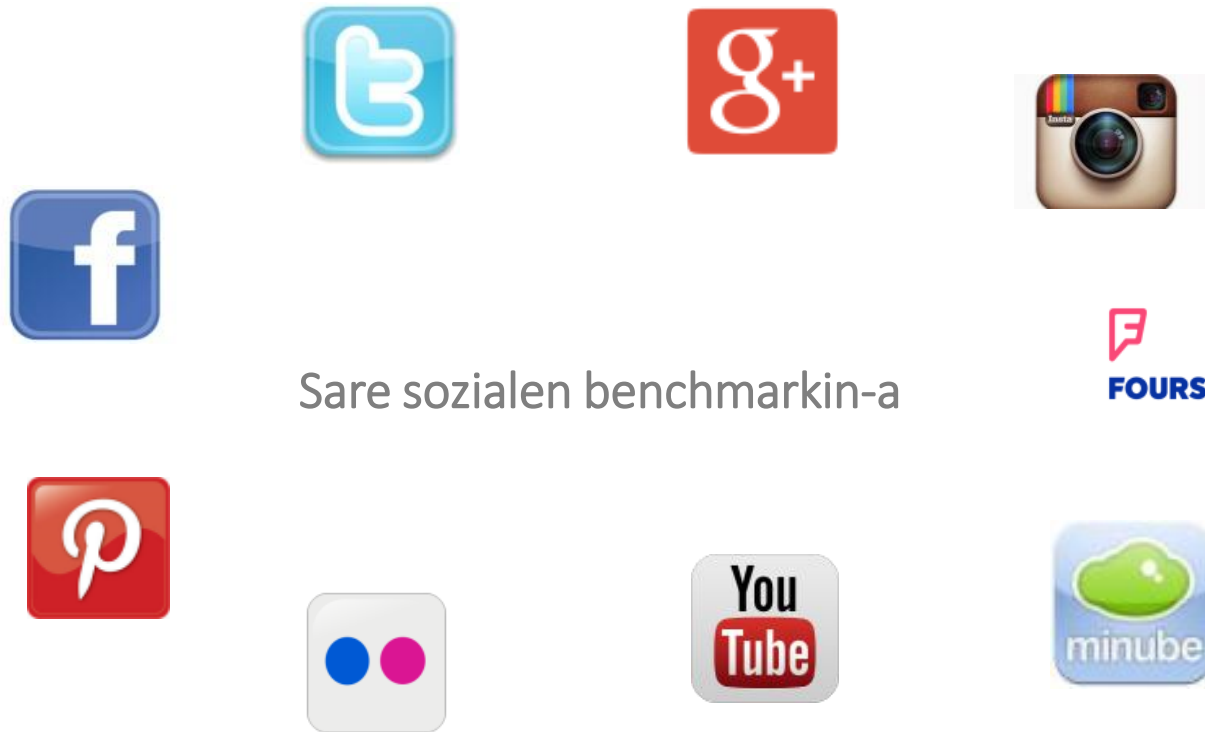 t
g+
Insta
f
FOURS
Sare sozialen benchmarkin-a
P
You
Tube
minube